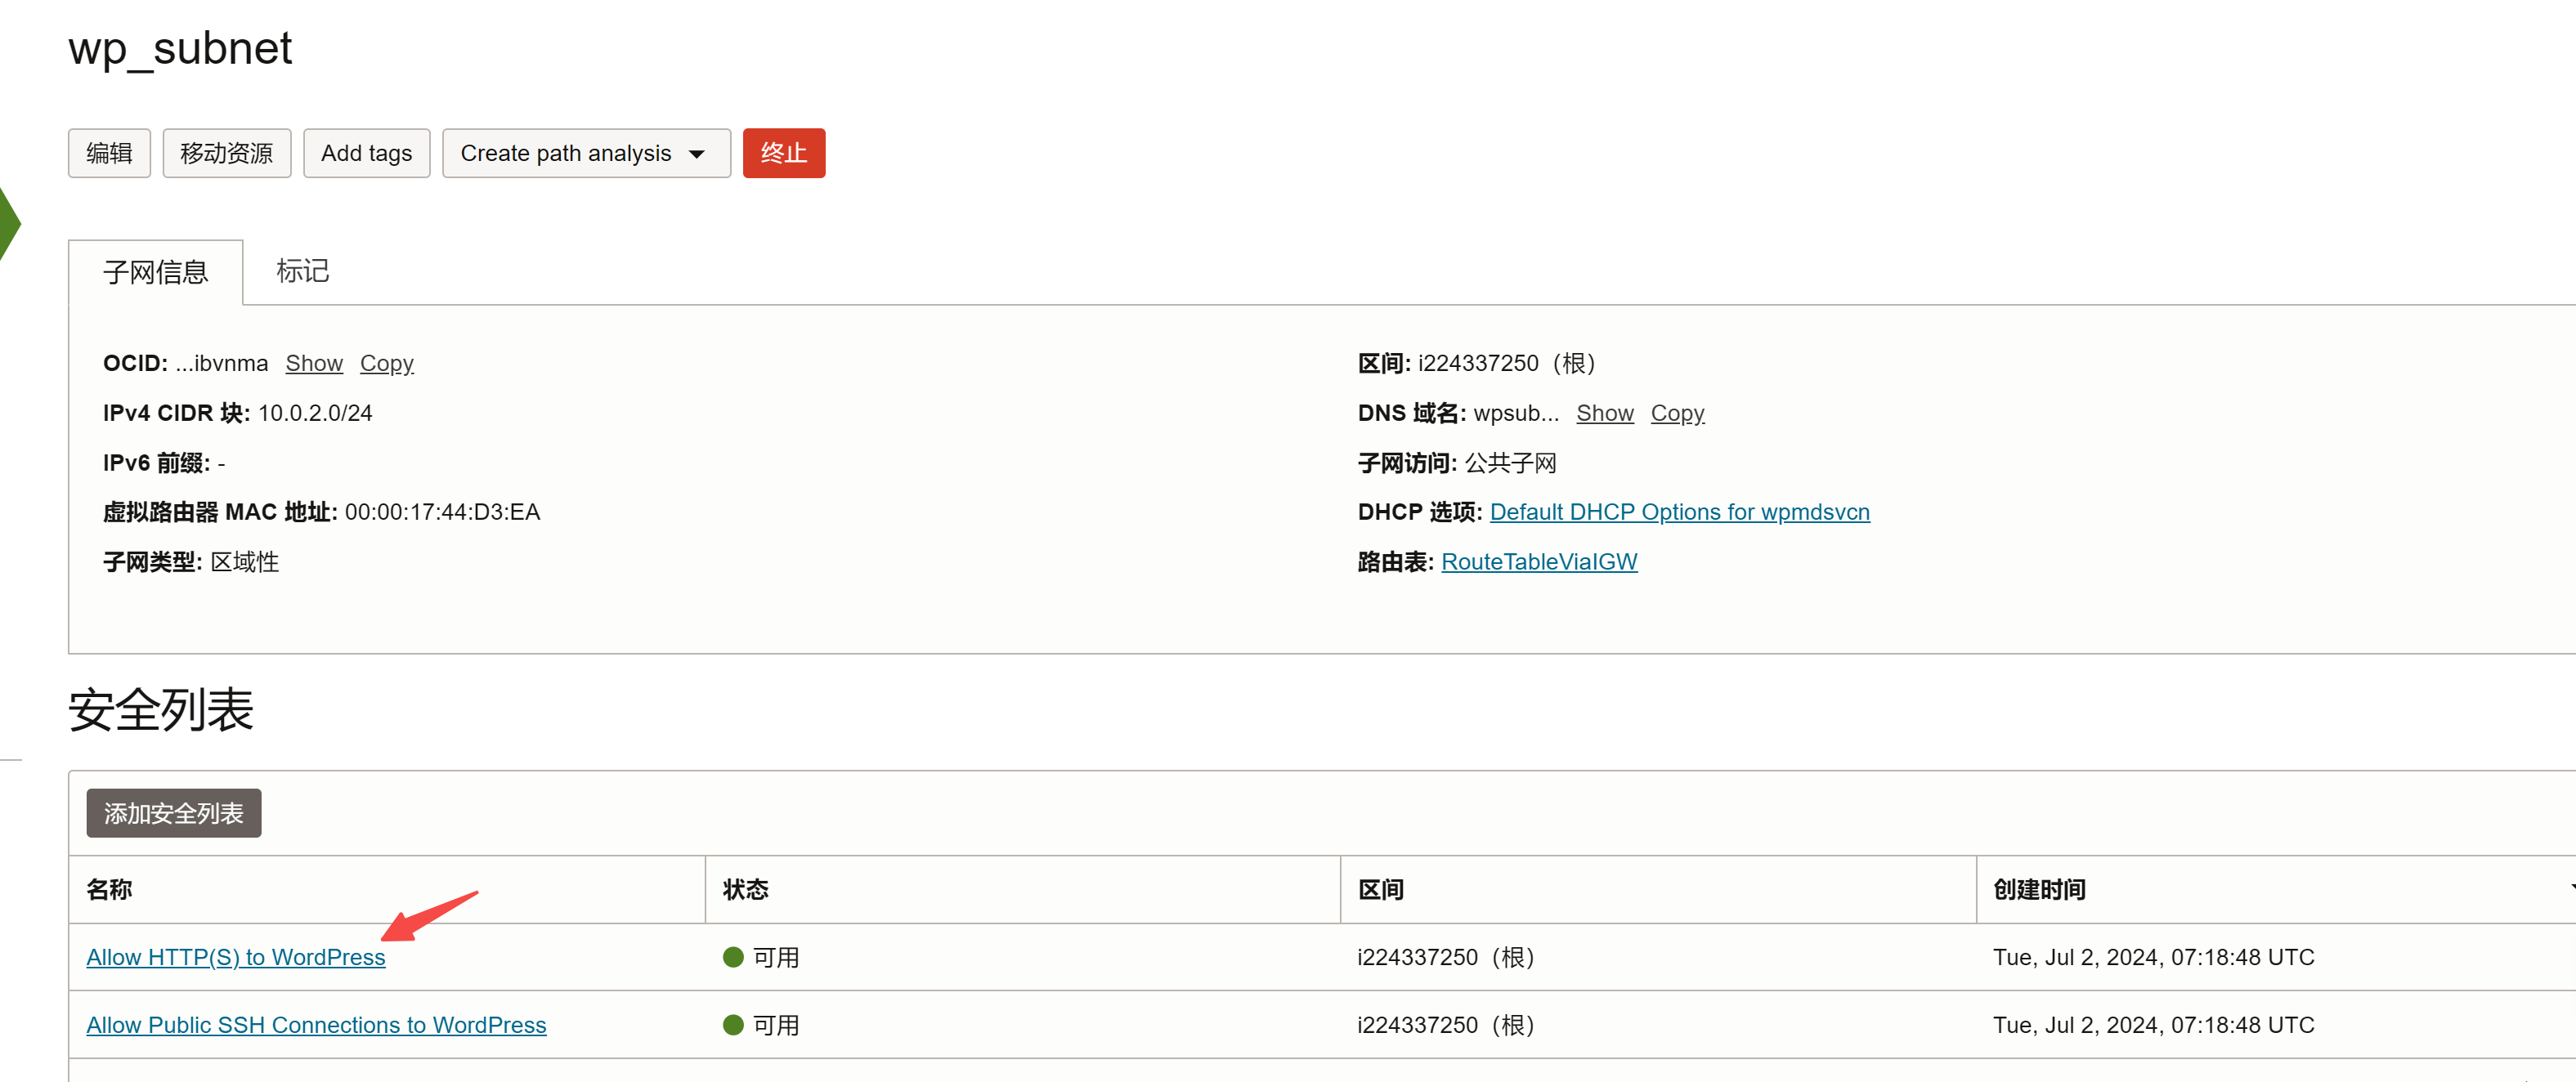 wp_subnet
编辑 移动资源 Add tags Create path analysis 终止
子网信息 标记
OCID: ...ibvnma Show Copy
区间: i224337250（根）
IPv4 CIDR 块: 10.0.2.0/24
DNS 域名: wpsub... Show Copy
IPv6 前缀: -
子网访问: 公共子网
虚拟路由器 MAC 地址: 00:00:17:44:D3:EA
DHCP 选项: Default DHCP Options for wpmdsvcn
子网类型: 区域性
路由表: RouteTableViaIGW
安全列表
添加安全列表
名称 状态 区间 创建时间
Allow HTTP(S) to WordPress 可用 i224337250（根） Tue, Jul 2, 2024, 07:18:48 UTC
Allow Public SSH Connections to WordPress 可用 i224337250（根） Tue, Jul 2, 2024, 07:18:48 UTC